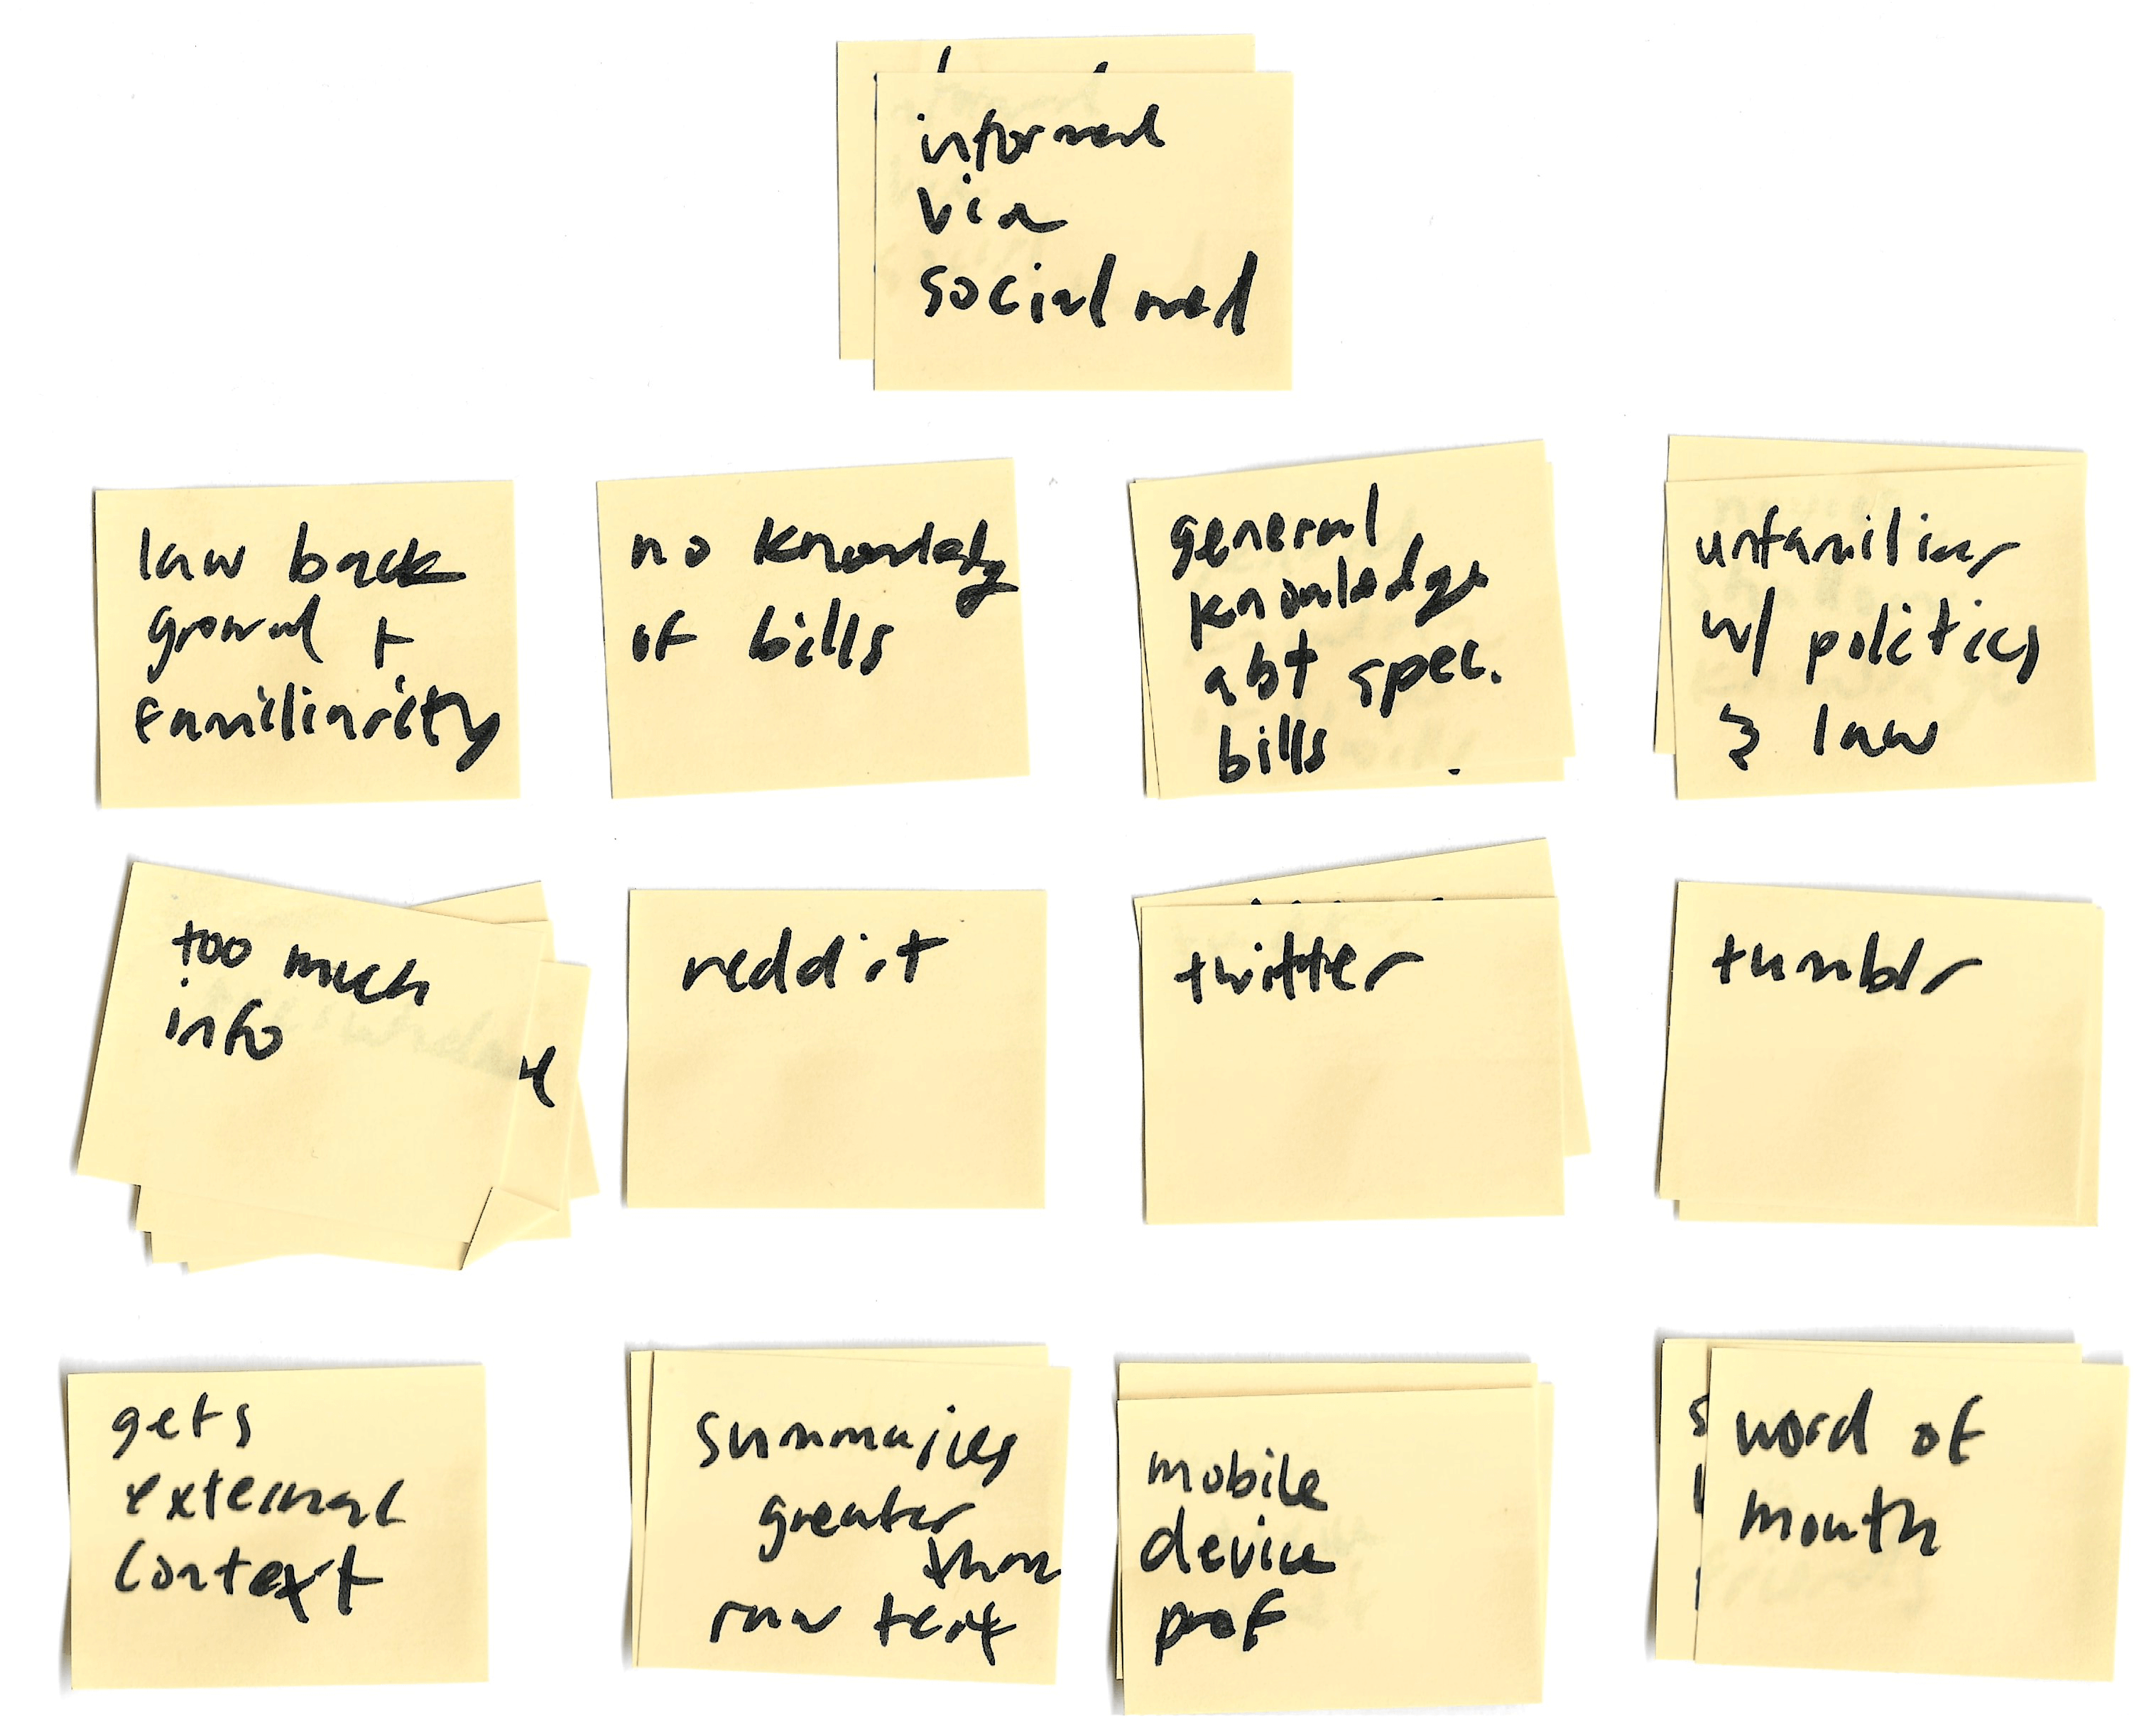 informed
via
social med
law back
ground +
familiarity
no knowledg
of bills
general
knowledge
abt spec.
bills
unfamiliar
w/ politics
& law
too much
info
reddit
twitter
tumblr
gets
external
context
summaries
greater
than
raw text
mobile
device
prof
word of
mouth